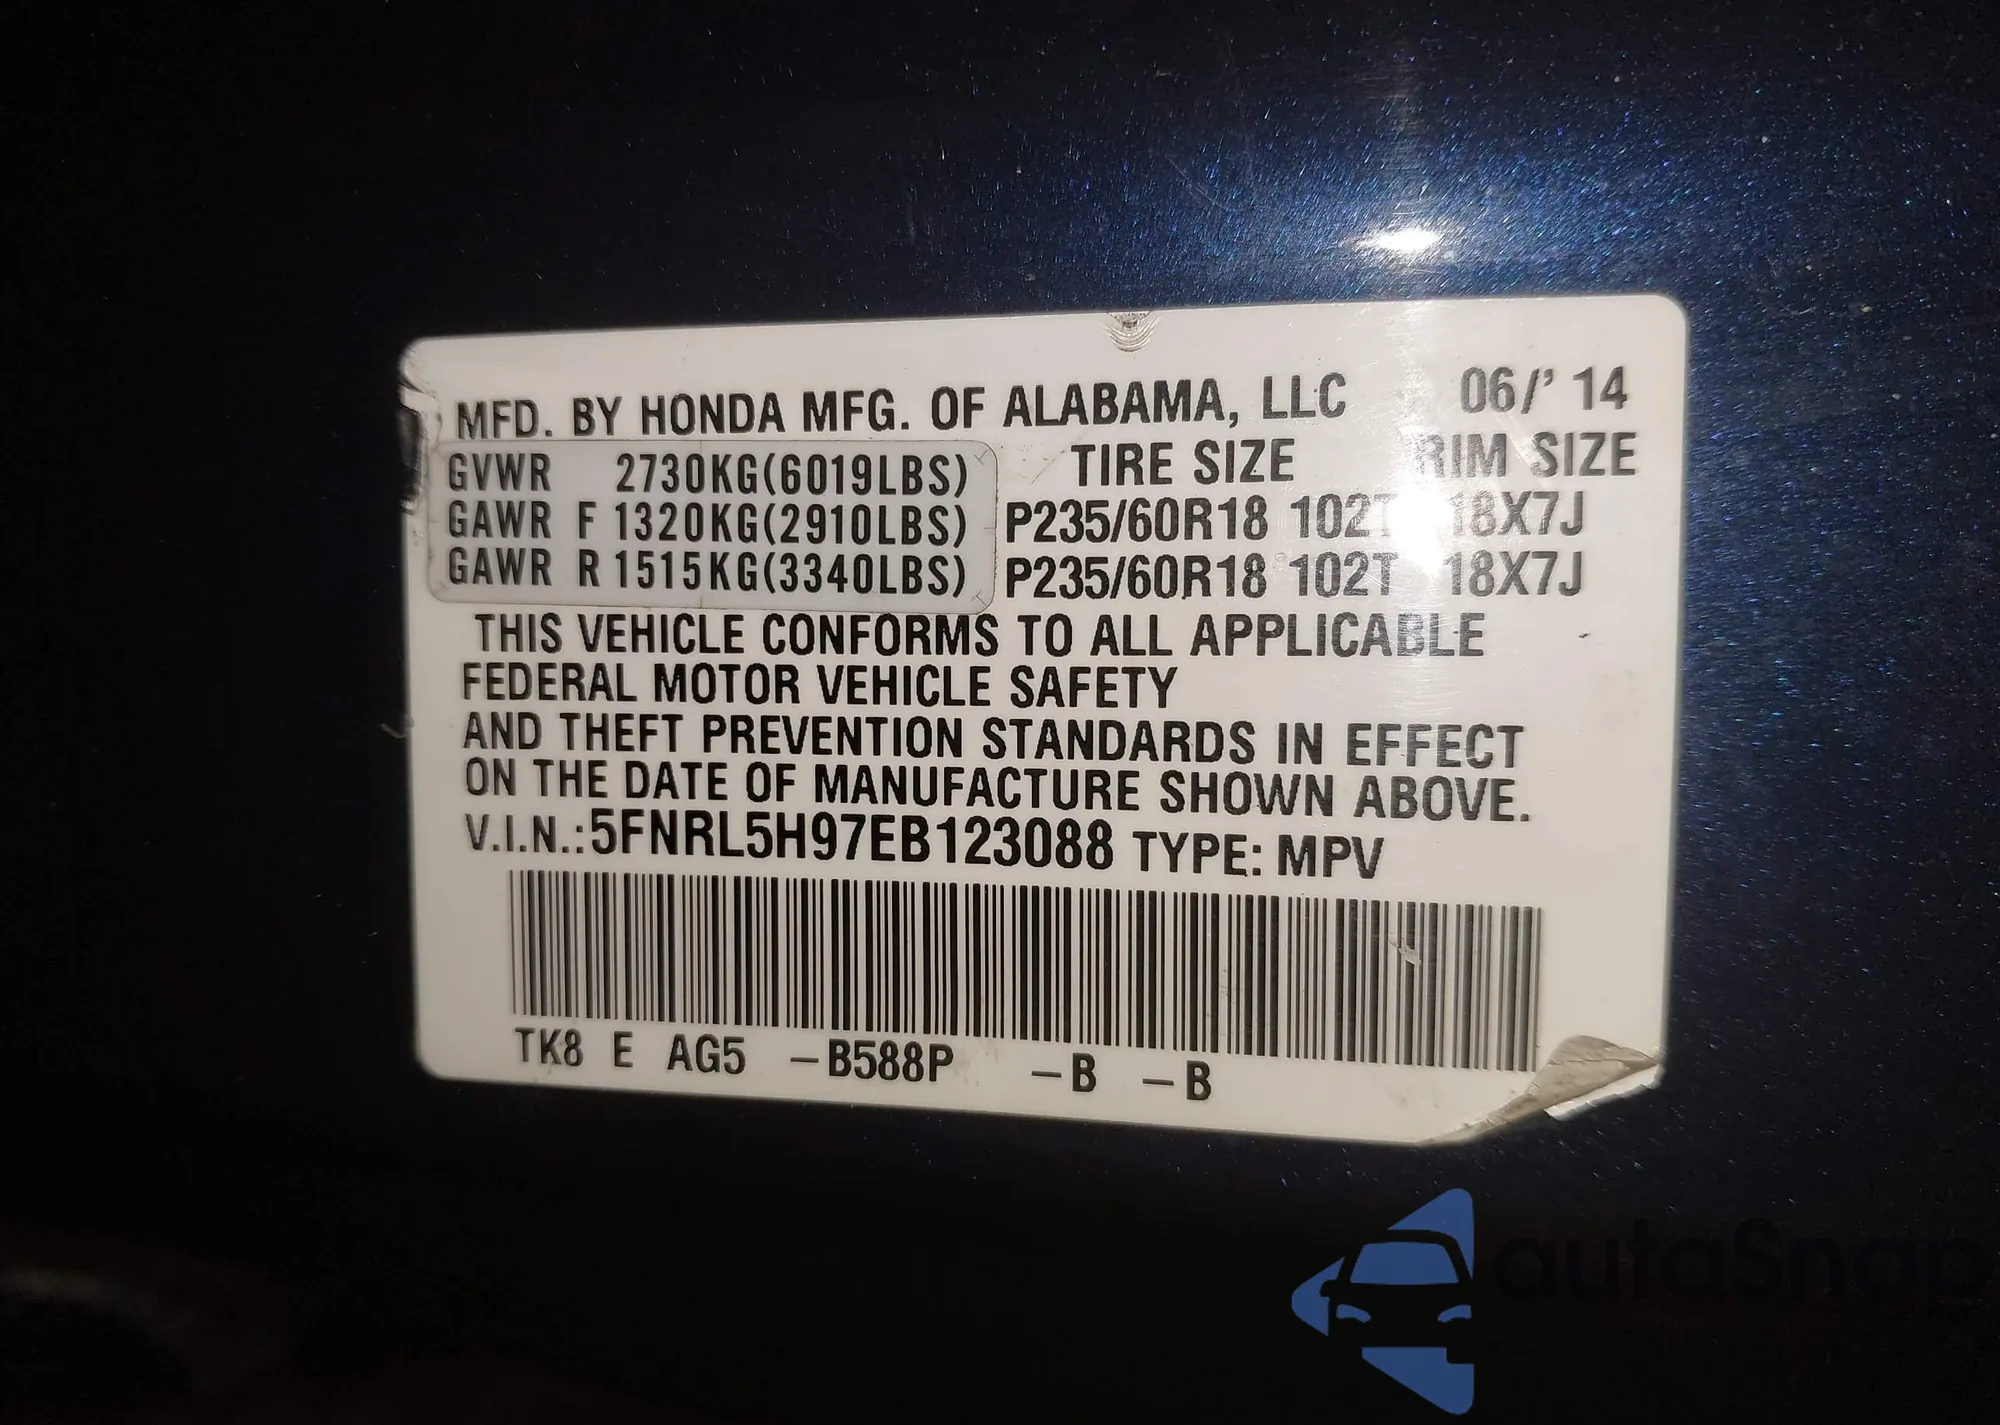 MFD. BY HONDA MFG. OF ALABAMA, LLC 06/' 14
GVWR 2730KG(6019LBS) TIRE SIZE RIM SIZE
GAWR F 1320KG(2910LBS) P235/60R18 102T 18X7J
GAWR R 1515KG(3340LBS) P235/60R18 102T 18X7J
THIS VEHICLE CONFORMS TO ALL APPLICABLE
FEDERAL MOTOR VEHICLE SAFETY
AND THEFT PREVENTION STANDARDS IN EFFECT
ON THE DATE OF MANUFACTURE SHOWN ABOVE.
V.I.N.:5FNRL5H97EB123088 TYPE: MPV
TK8 E AG5 –B588P –B –B
autaSnap